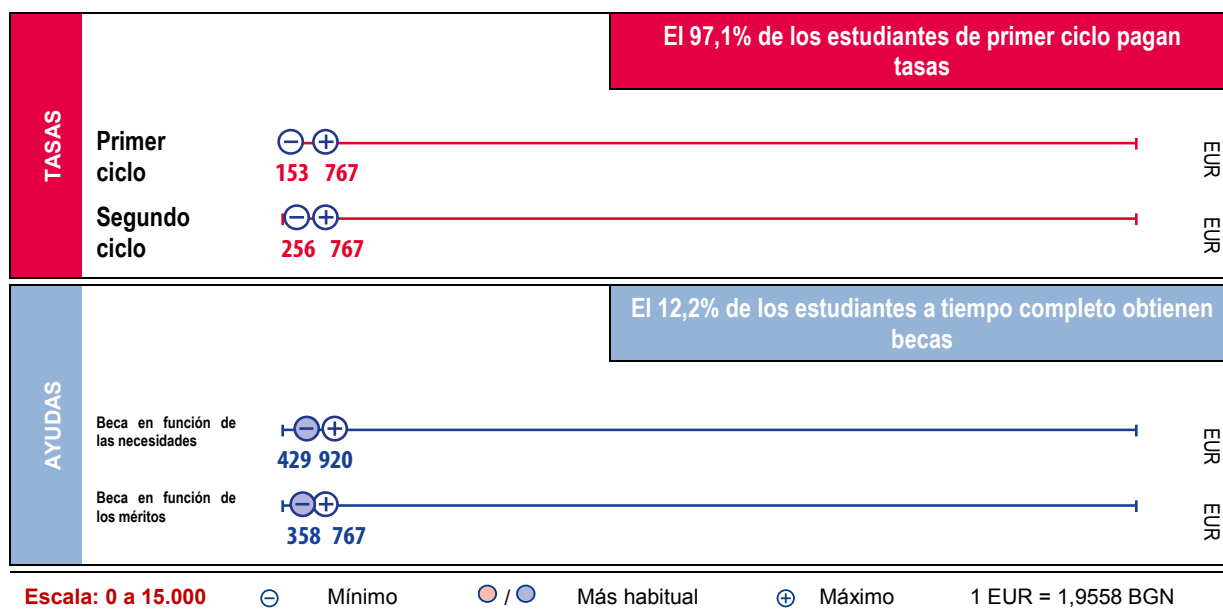 El 97,1% de los estudiantes de primer ciclo pagan
tasas
TASAS
Primer
ciclo
153 767
EUR
Segundo
ciclo
256 767
EUR
El 12,2% de los estudiantes a tiempo completo obtienen
becas
AYUDAS
Beca en función de
las necesidades
429 920
EUR
Beca en función de
los méritos
358 767
EUR
Escala: 0 a 15.000 Mínimo / Más habitual Máximo 1 EUR = 1,9558 BGN